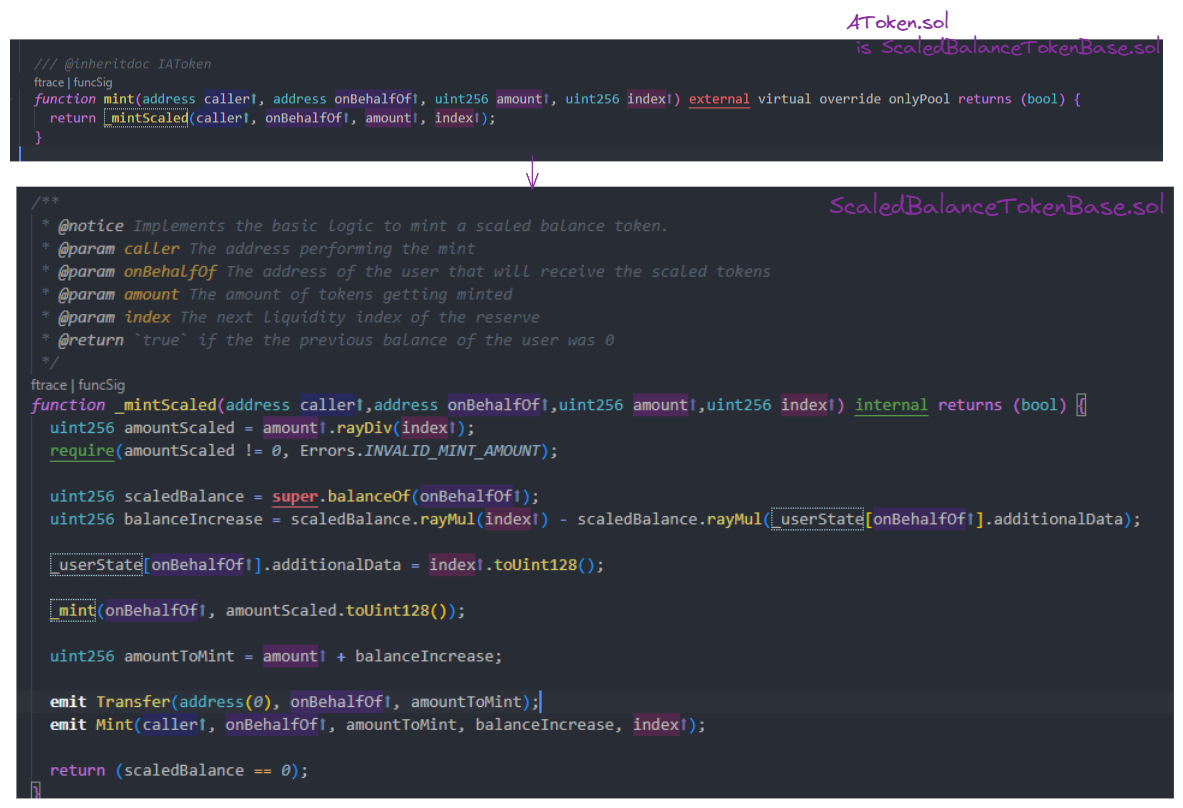 AToken.sol
is ScaledBalanceTokenBase.sol
/// @inheritdoc IAToken
ftrace | funcSig
function mint(address caller↑, address onBehalfOf↑, uint256 amount↑, uint256 index↑) external virtual override onlyPool returns (bool) {
return _mintScaled(caller↑, onBehalfOf↑, amount↑, index↑);
}
ScaledBalanceTokenBase.sol
/**
* @notice Implements the basic logic to mint a scaled balance token.
* @param caller The address performing the mint
* @param onBehalfOf The address of the user that will receive the scaled tokens
* @param amount The amount of tokens getting minted
* @param index The next liquidity index of the reserve
* @return `true` if the the previous balance of the user was 0
*/
ftrace | funcSig
function _mintScaled(address caller↑,address onBehalfOf↑,uint256 amount↑,uint256 index↑) internal returns (bool) {
uint256 amountScaled = amount↑.rayDiv(index↑);
require(amountScaled != 0, Errors.INVALID_MINT_AMOUNT);
uint256 scaledBalance = super.balanceOf(onBehalfOf↑);
uint256 balanceIncrease = scaledBalance.rayMul(index↑) - scaledBalance.rayMul(_userState[onBehalfOf↑].additionalData);
_userState[onBehalfOf↑].additionalData = index↑.toUint128();
_mint(onBehalfOf↑, amountScaled.toUint128());
uint256 amountToMint = amount↑ + balanceIncrease;
emit Transfer(address(0), onBehalfOf↑, amountToMint);
emit Mint(caller↑, onBehalfOf↑, amountToMint, balanceIncrease, index↑);
return (scaledBalance == 0);
}